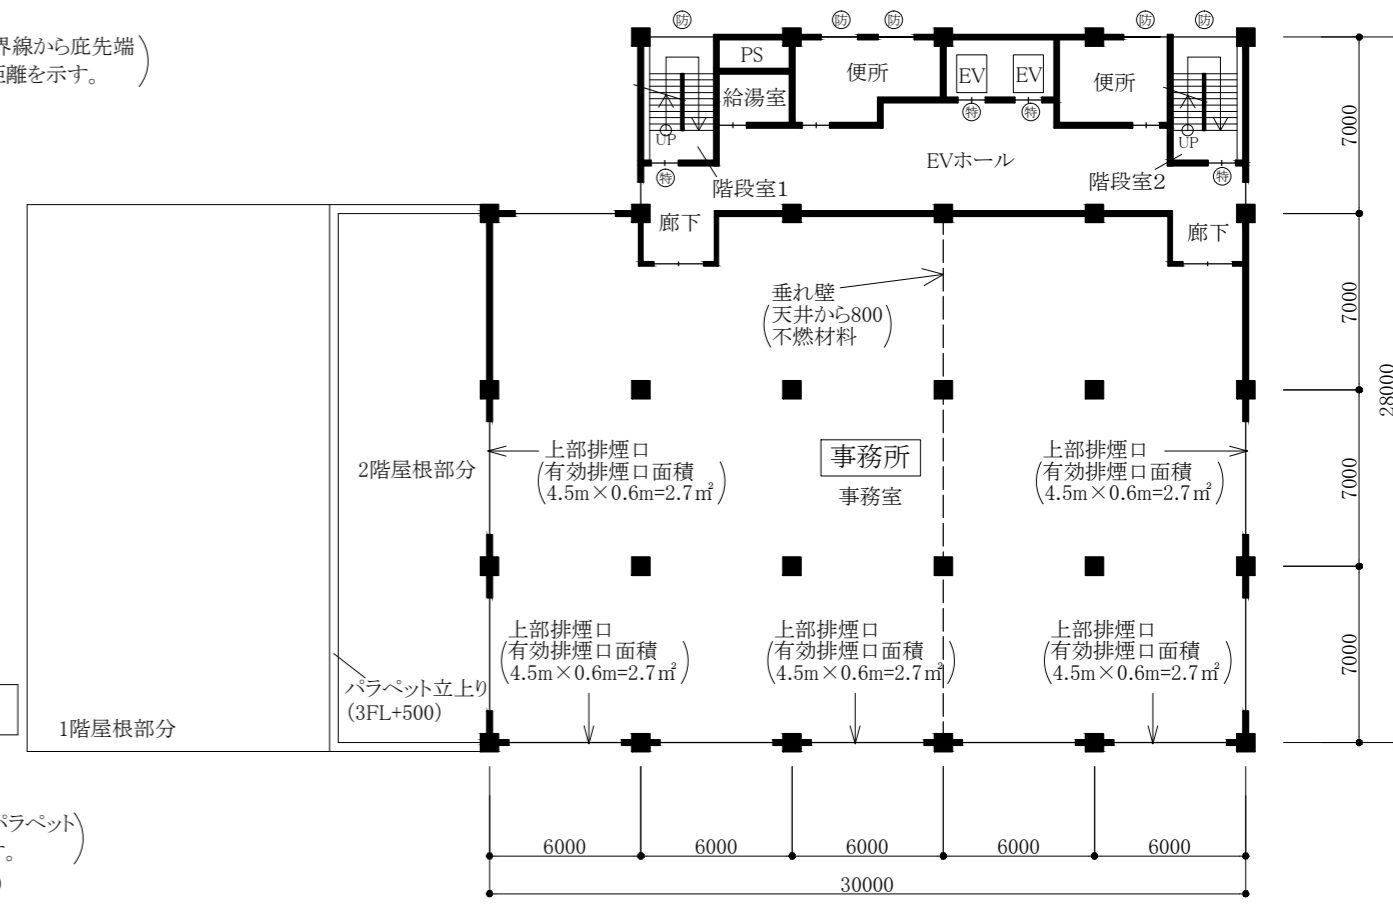 防
防
防
防
防
界線から庇先端
距離を示す。
PS
便所
EV
EV
便所
給湯室
特
特
UP
UP
EVホール
特
階段室1
階段室2
特
廊下
廊下
垂れ壁
(天井から800)
不燃材料
上部排煙口
(有効排煙口面積
4.5m×0.6m=2.7㎡)
事務所
事務室
上部排煙口
(有効排煙口面積
4.5m×0.6m=2.7㎡)
2階屋根部分
上部排煙口
(有効排煙口面積
4.5m×0.6m=2.7㎡)
上部排煙口
(有効排煙口面積
4.5m×0.6m=2.7㎡)
上部排煙口
(有効排煙口面積
4.5m×0.6m=2.7㎡)
パラペット立上り
(3FL+500)
1階屋根部分
パラペット
す。
7000
7000
7000
7000
28000
6000
6000
6000
6000
6000
30000